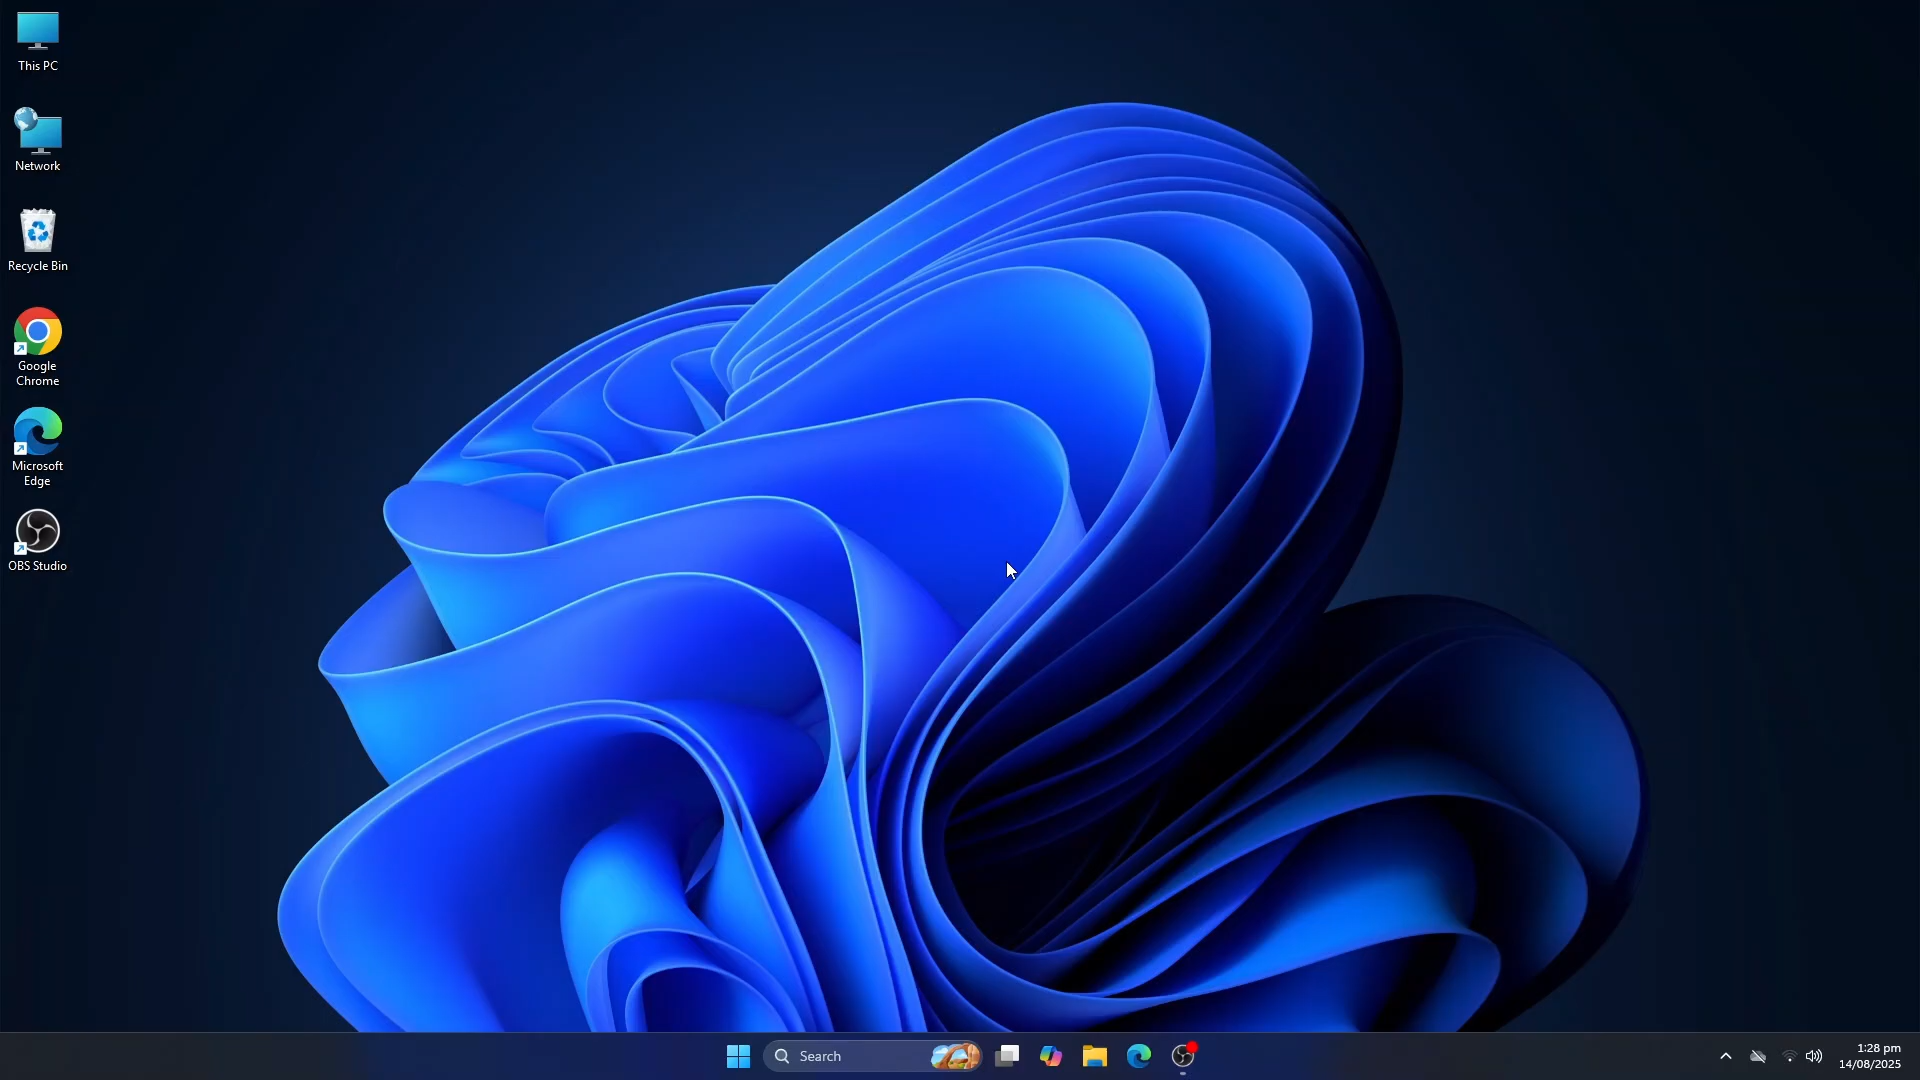 This PC
Network
Recycle Bin
Google
Chrome
Microsoft
Edge
OBS Studio
Search
1:28 pm
14/08/2025